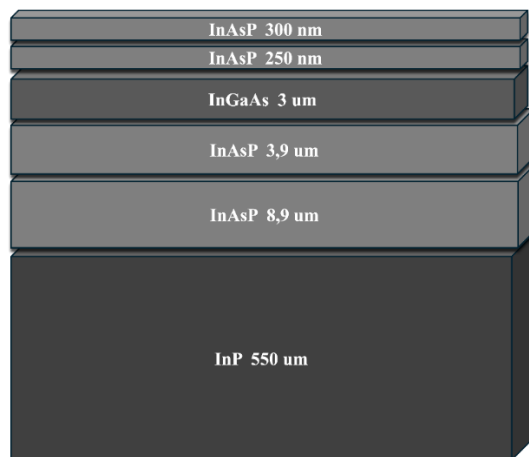 InAsP 300 nm
InAsP 250 nm
InGaAs 3 um
InAsP 3,9 um
InAsP 8,9 um
InP 550 um